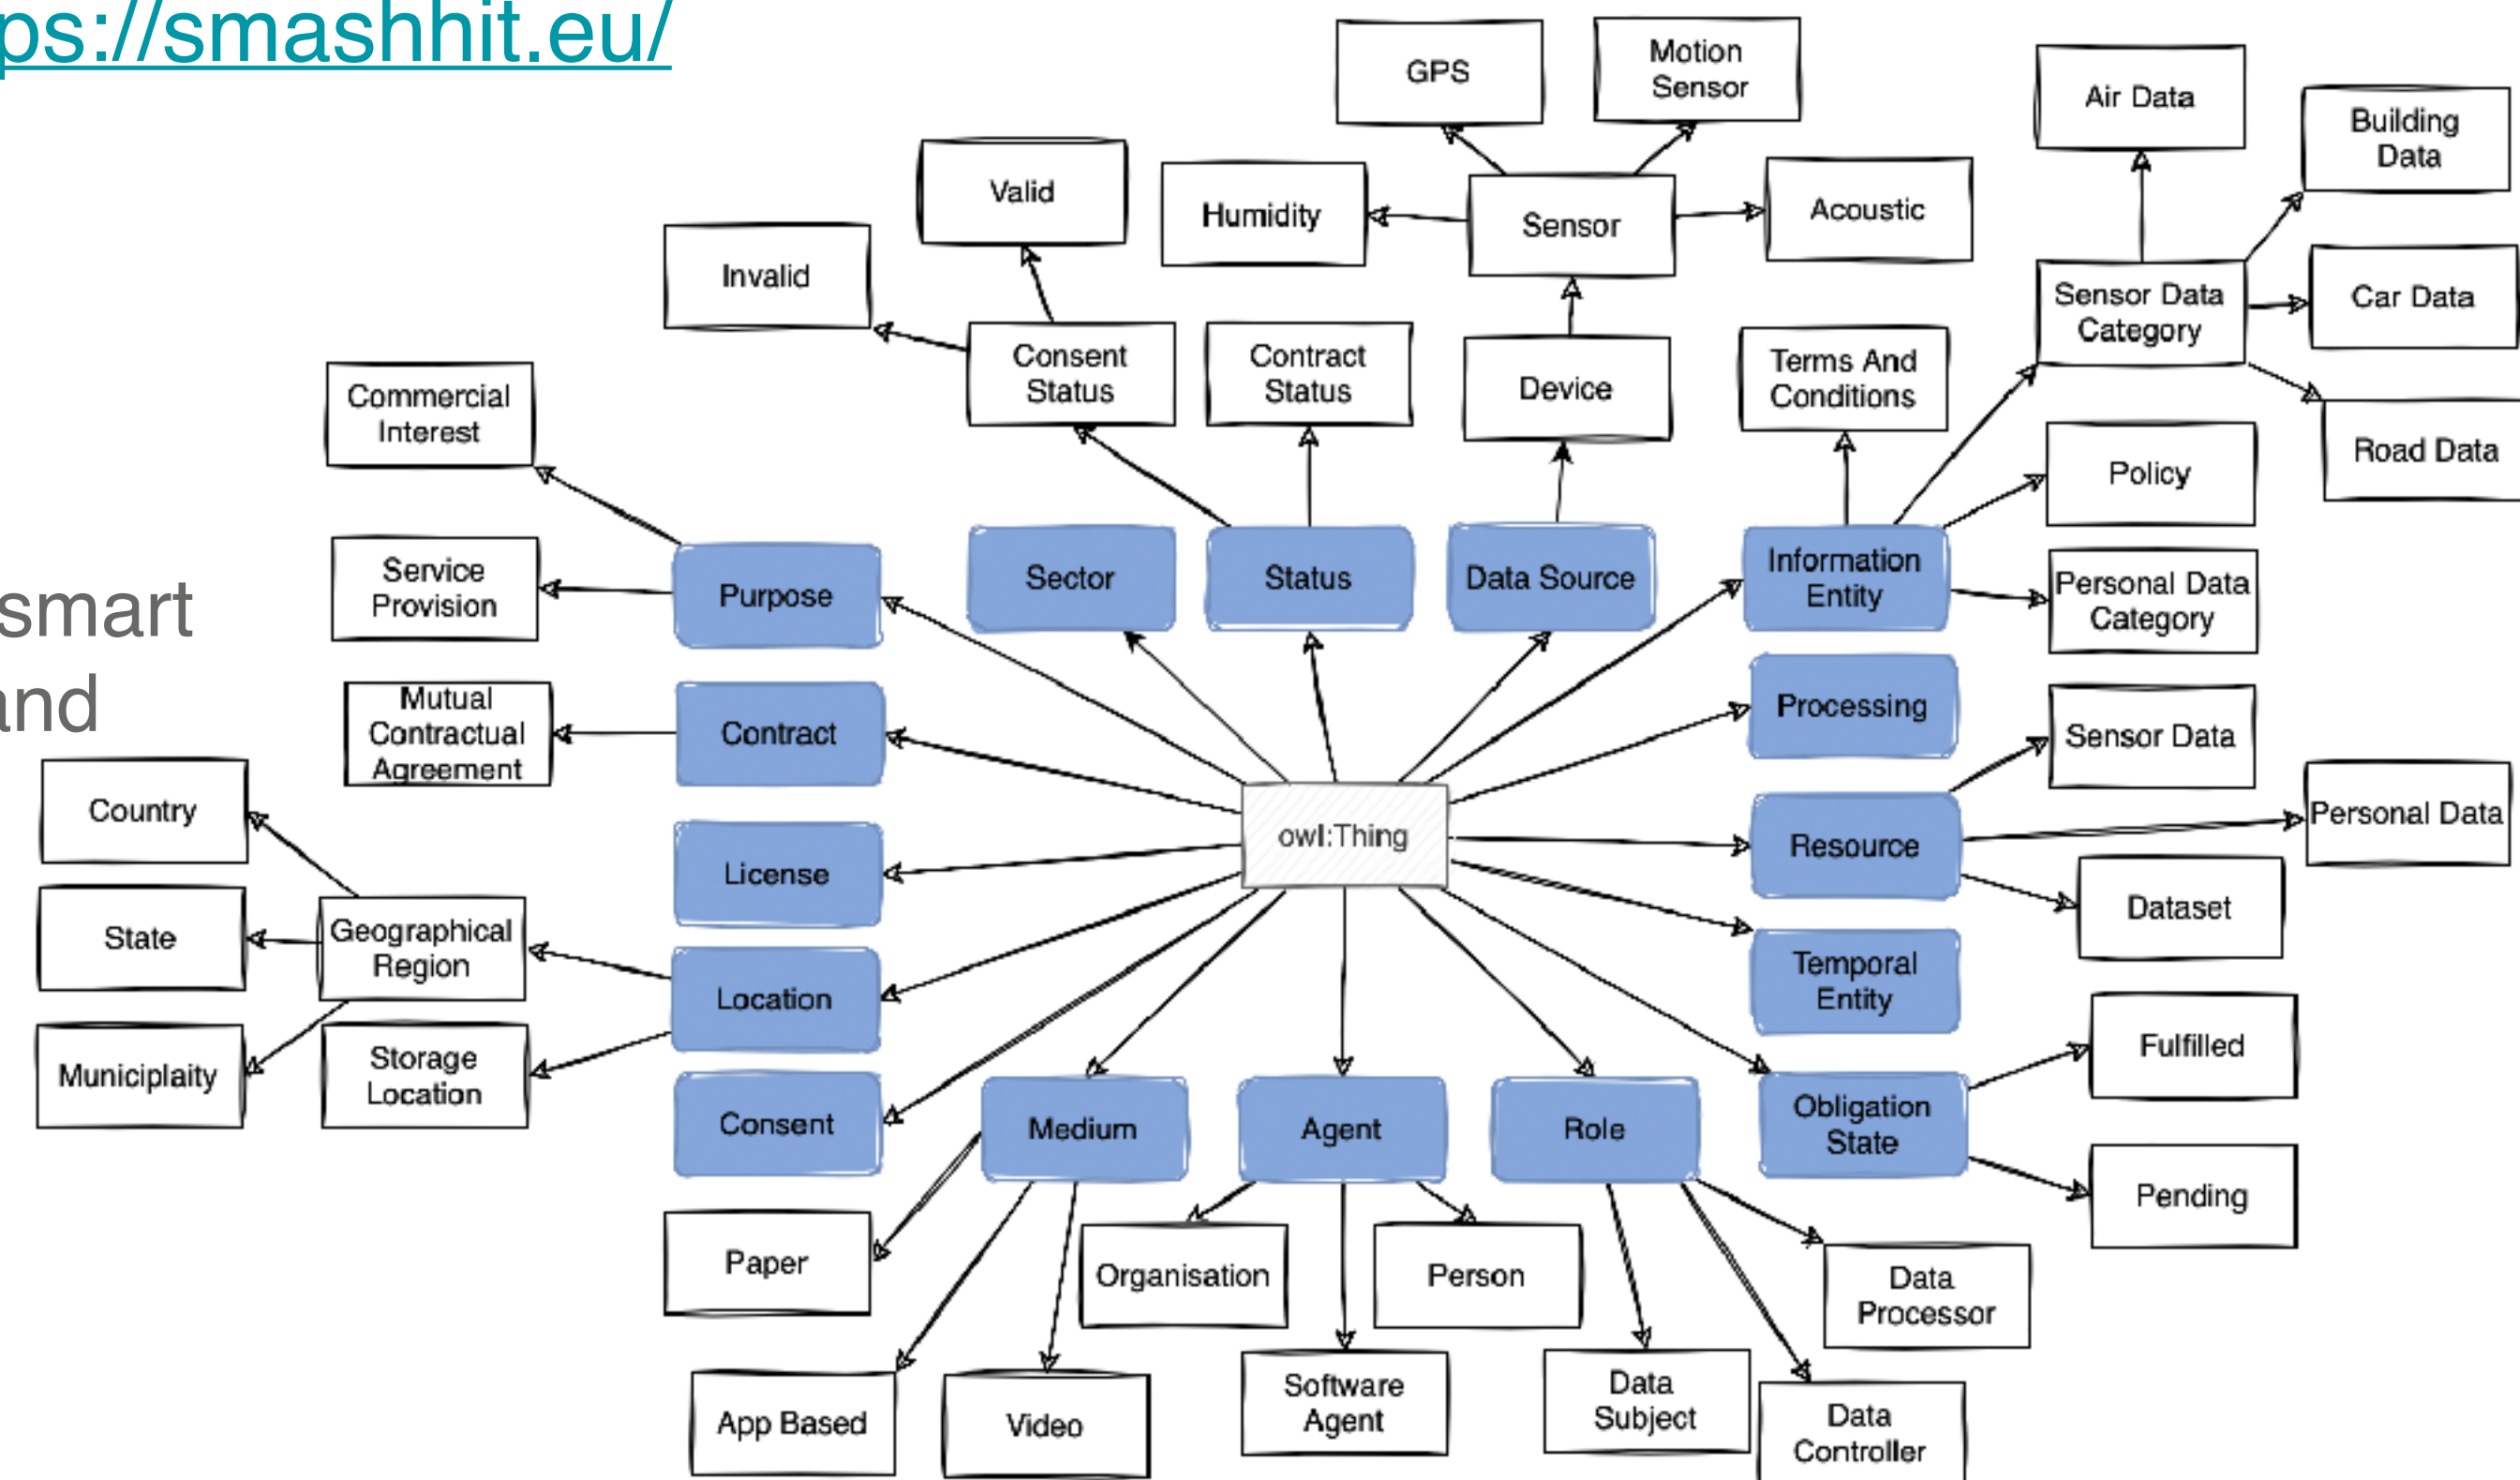 ps://smashhit.eu/
smart
and
GPS
Motion
Sensor
Air Data
Building
Data
Valid
Humidity
Sensor
Acoustic
Invalid
Sensor Data
Category
Car Data
Consent
Status
Contract
Status
Device
Terms And
Conditions
Commercial
Interest
Policy
Road Data
Service
Provision
Purpose
Sector
Status
Data Source
Information
Entity
Personal Data
Category
Mutual
Contractual
Agreement
Contract
Processing
Sensor Data
Country
owl:Thing
Resource
Personal Data
License
Dataset
State
Geographical
Region
Location
Temporal
Entity
Municiplaity
Storage
Location
Consent
Medium
Agent
Role
Obligation
State
Fulfilled
Pending
Paper
Organisation
Person
Data
Processor
App Based
Video
Software
Agent
Data
Subject
Data
Controller